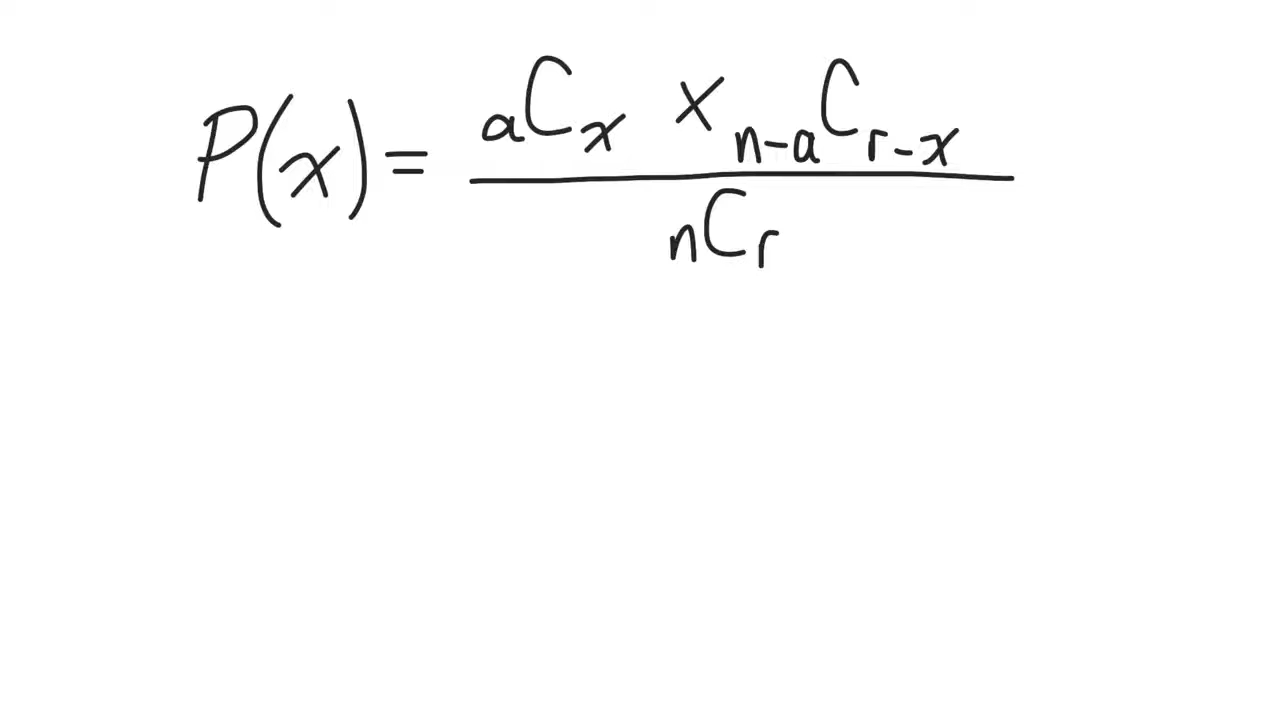 P(x) = aCx × n-aCr-x
nCr